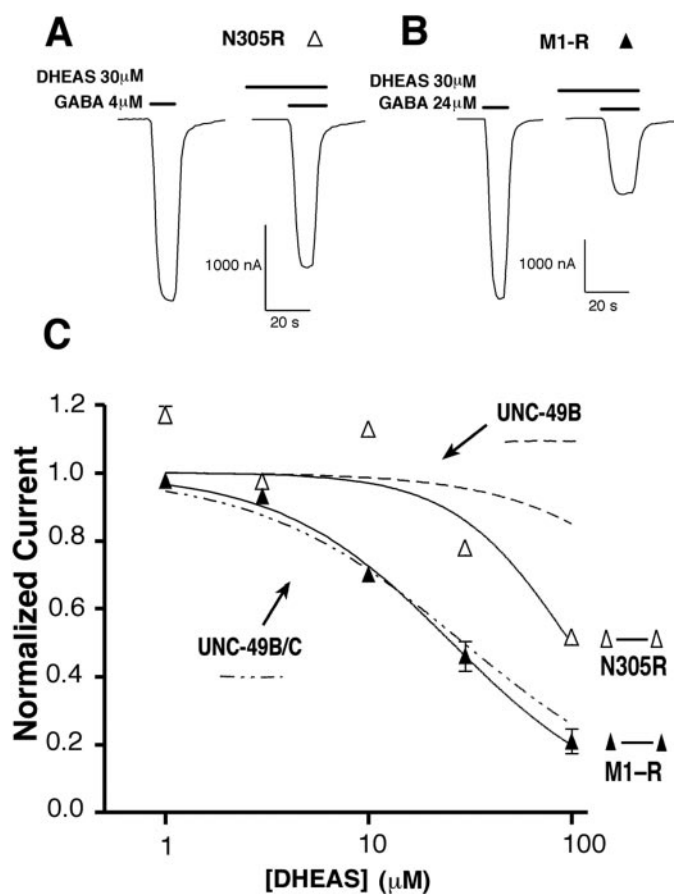 A
N305R △
DHEAS 30μM
GABA 4μM
1000 nA
20 s
B
M1-R ▲
DHEAS 30μM
GABA 24μM
1000 nA
20 s
C
Normalized Current
1.2
1.0
0.8
0.6
0.4
0.2
0.0
UNC-49B
UNC-49B/C
N305R
M1–R
1
10
100
[DHEAS] (μM)